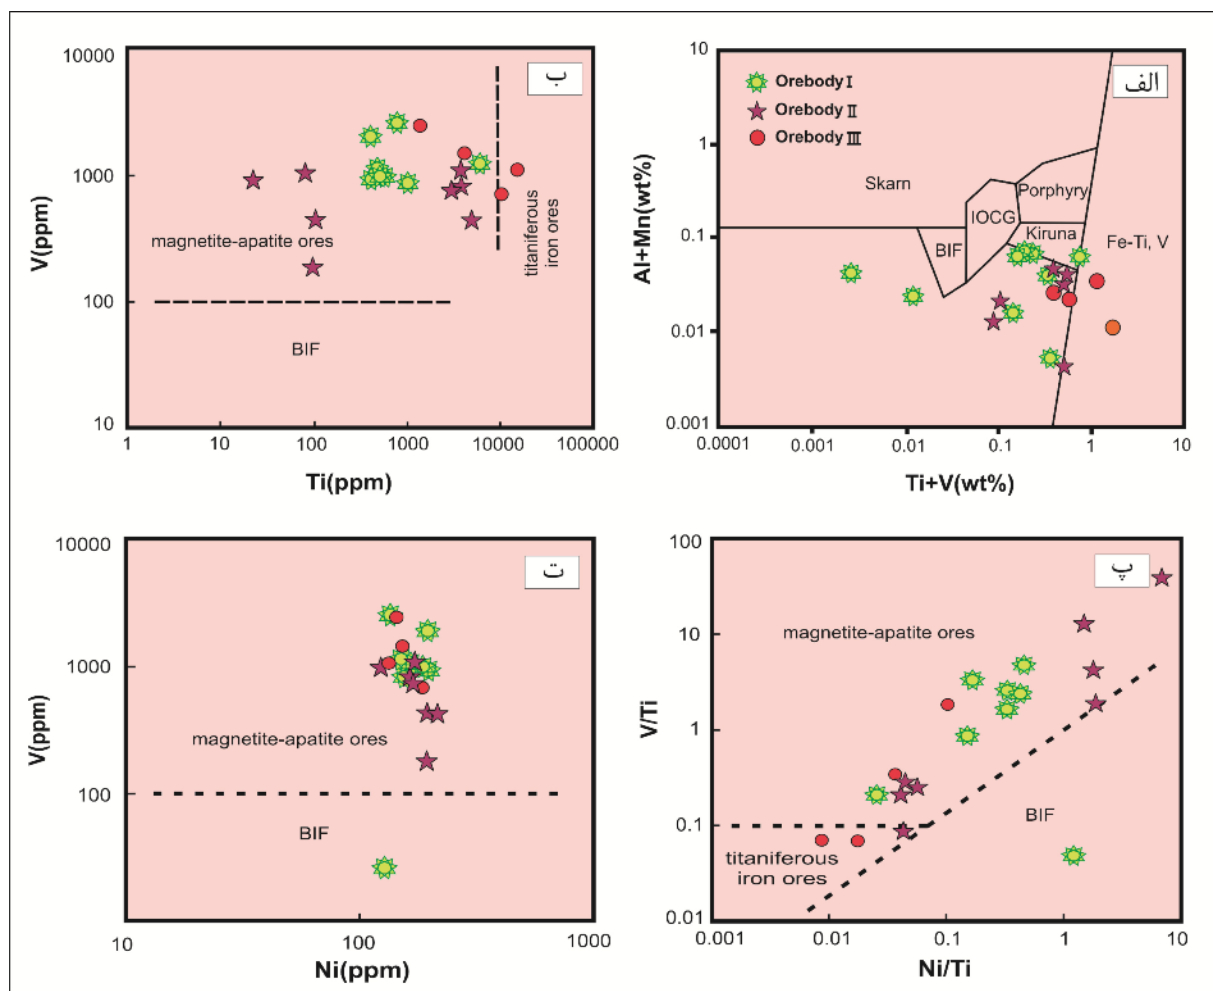 ب
10000
1000
100
10
V(ppm)
magnetite-apatite ores
titaniferous
iron ores
BIF
1
10
100
1000
10000
100000
Ti(ppm)
الف
Orebody I
Orebody II
Orebody III
10
1
0.1
0.01
0.001
Al+Mn(wt%)
Skarn
Porphyry
IOCG
BIF
Kiruna
Fe-Ti, V
0.0001
0.001
0.01
0.1
1
10
Ti+V(wt%)
ت
10000
1000
100
V(ppm)
magnetite-apatite ores
BIF
10
100
1000
Ni(ppm)
پ
100
10
1
0.1
0.01
V/Ti
magnetite-apatite ores
BIF
titaniferous
iron ores
0.001
0.01
0.1
1
10
Ni/Ti